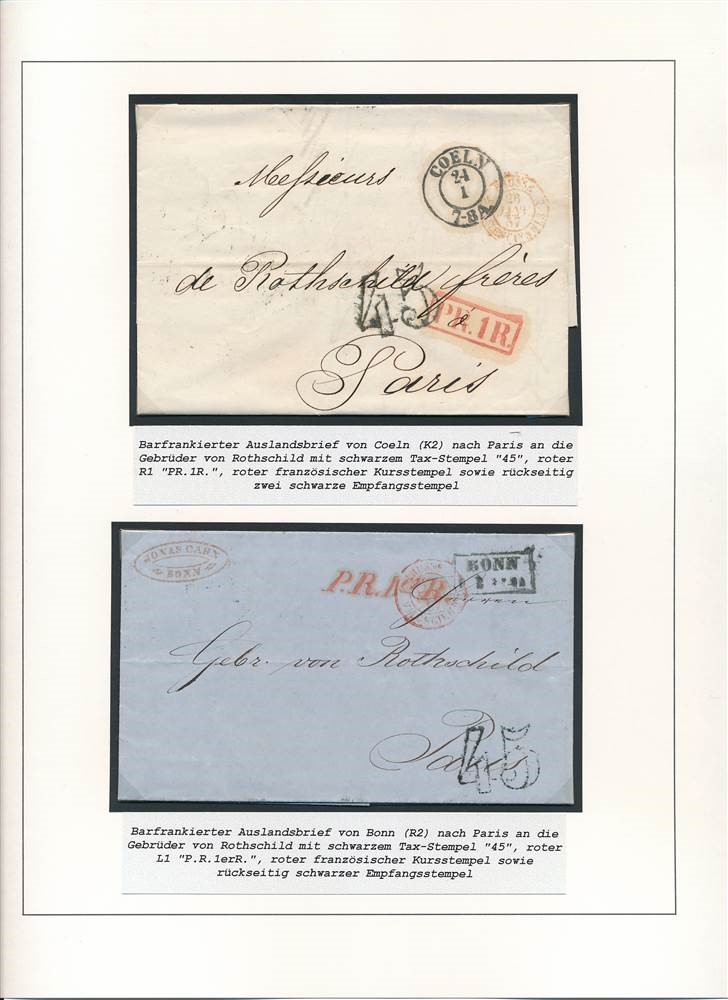 COELN
24
1
7-8A
Messieurs
de Rothschild frères
45
à
PR.1R.
Paris
Barfrankierter Auslandsbrief von Coeln (K2) nach Paris an die
Gebrüder von Rothschild mit schwarzem Tax-Stempel "45", roter
R1 "PR.1R.", roter französischer Kursstempel sowie rückseitig
zwei schwarze Empfangsstempel
JONAS CAHN
BONN
P.R.1erR.
BONN
Herren
Gebr. von Rothschild
Paris
45
Barfrankierter Auslandsbrief von Bonn (R2) nach Paris an die
Gebrüder von Rothschild mit schwarzem Tax-Stempel "45", roter
L1 "P.R.1erR.", roter französischer Kursstempel sowie
rückseitig schwarzer Empfangsstempel